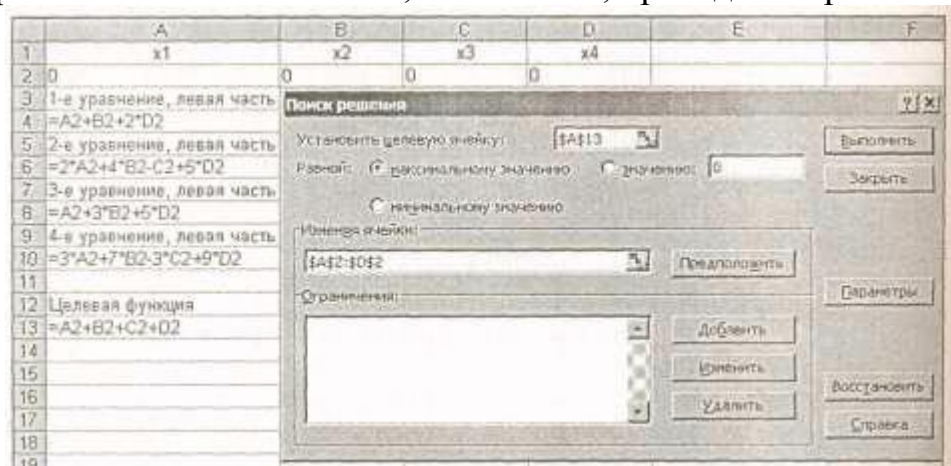 A B C D E F
1 x1 x2 x3 x4
2 0 0 0 0
3 1-е уравнение, левая часть
4 =A2+B2+2*D2
5 2-е уравнение, левая часть
6 =2*A2+4*B2-C2+5*D2
7 3-е уравнение, левая часть
8 =A2+3*B2+5*D2
9 4-е уравнение, левая часть
10 =3*A2+7*B2-3*C2+9*D2
11
12 Целевая функция
13 =A2+B2+C2+D2
14
15
16
17
18
19
Поиск решения
Установить целевую ячейку: $A$13
Равной: максимальному значению значению: 0
минимальному значению
Изменяя ячейки:
$A$2:$D$2
Предположить
Ограничения:
Добавить
Изменить
Удалить
Выполнить
Закрыть
Параметры
Восстановить
Справка